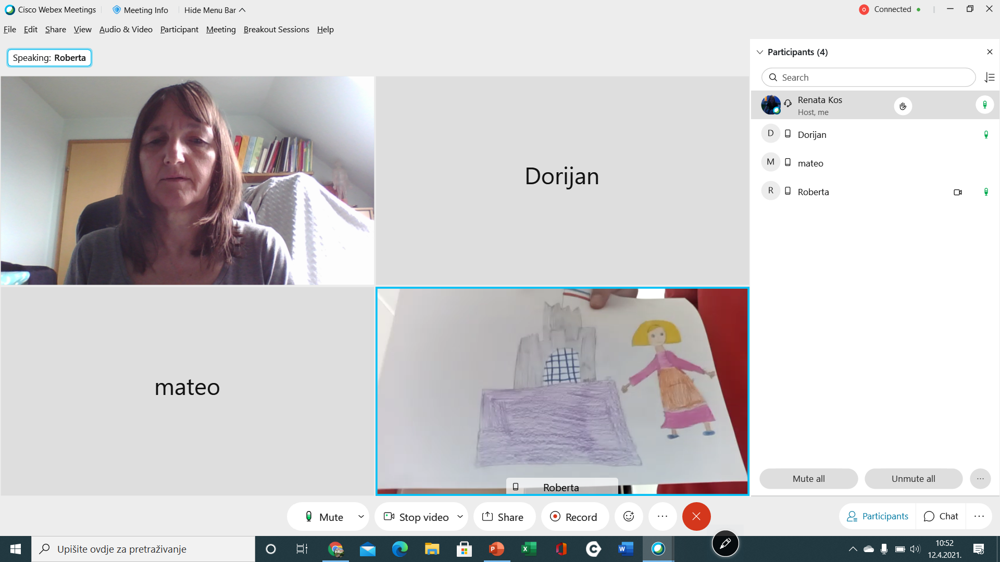 Cisco Webex Meetings
Meeting Info
Hide Menu Bar
Connected
File Edit Share View Audio & Video Participant Meeting Breakout Sessions Help
Speaking: Roberta
Dorijan
mateo
Roberta
Participants (4)
Search
Renata Kos
Host, me
D Dorijan
M mateo
R Roberta
Mute all
Unmute all
Mute
Stop video
Share
Record
Participants
Chat
Upišite ovdje za pretraživanje
10:52
12.4.2021.